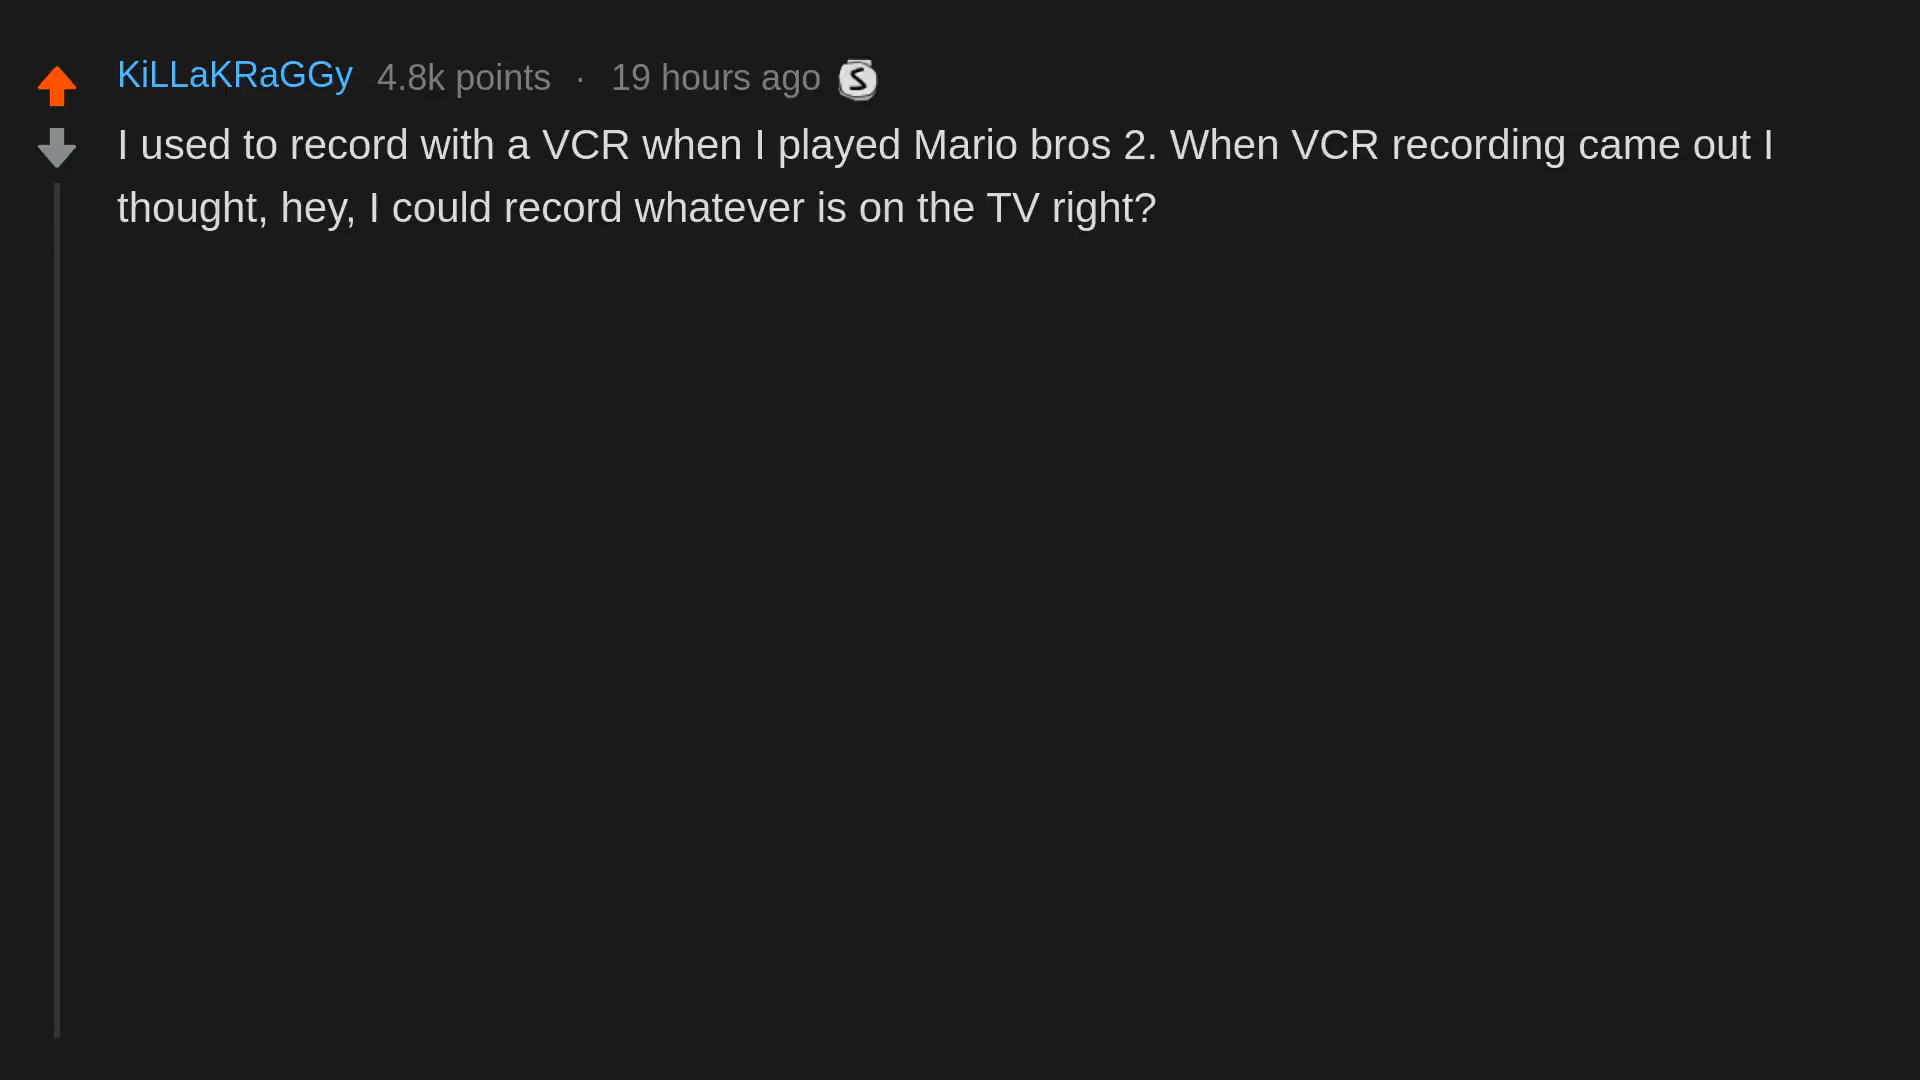 KiLLaKRaGGy 4.8k points · 19 hours ago S
I used to record with a VCR when I played Mario bros 2. When VCR recording came out I
thought, hey, I could record whatever is on the TV right?